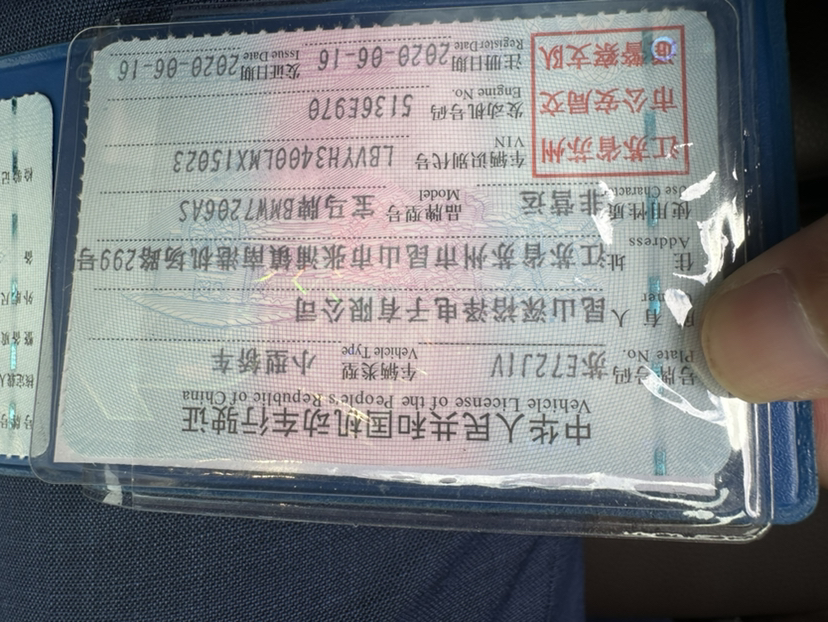 中华人民共和国机动车行驶证
Vehicle License of the People's Republic of China
号牌号码 苏E72J1V 车辆类型 小型轿车
Plate No. Vehicle Type
所有人 昆山深裕泽电子有限公司
住址 江苏省苏州市昆山市张浦镇南港机场路299号
Address
使用性质 非营运 品牌型号 宝马牌BMW7206AS
Use Character Model
江苏省苏州
市公安局交
通警察支队
车辆识别代号 LBVYH3400LMX15023
VIN
发动机号码 5136E970
Engine No.
注册日期 2020-06-16 发证日期 2020-06-16
Register Date Issue Date